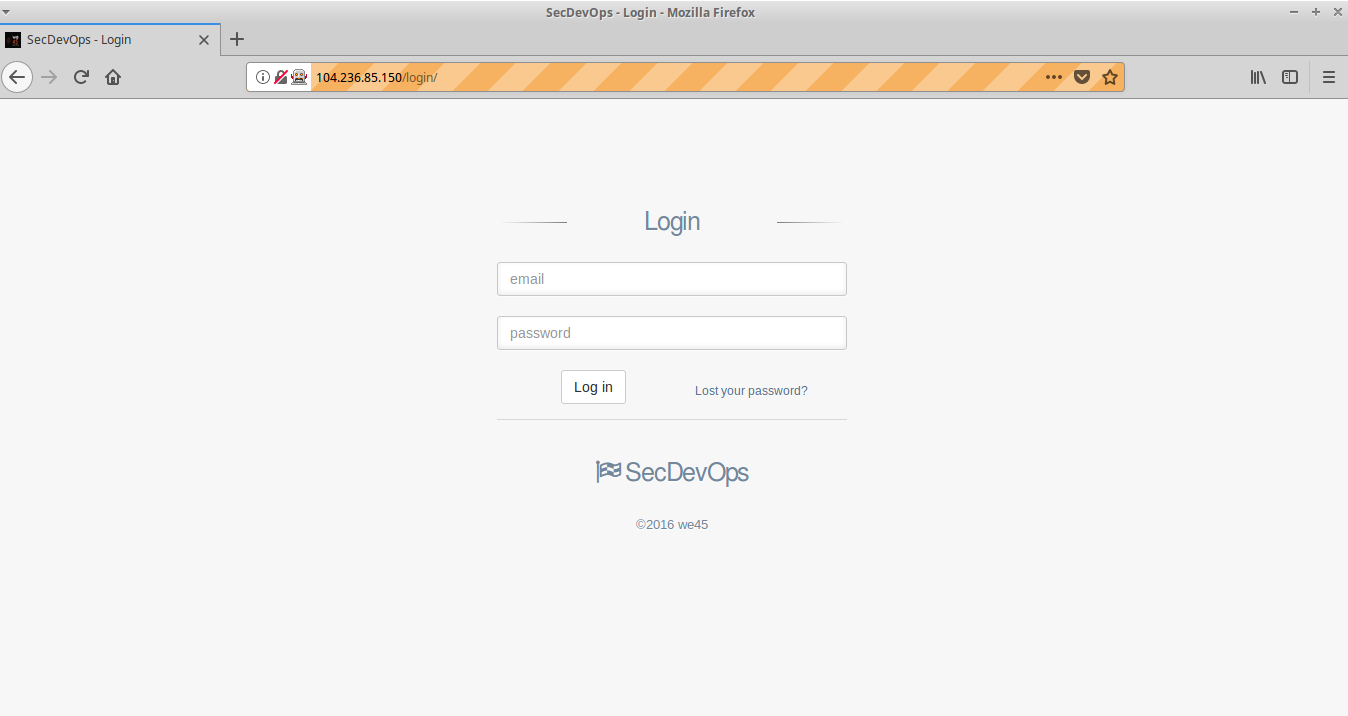 SecDevOps - Login - Mozilla Firefox
SecDevOps - Login
104.236.85.150/login/
Login
email
password
Log in
Lost your password?
SecDevOps
©2016 we45